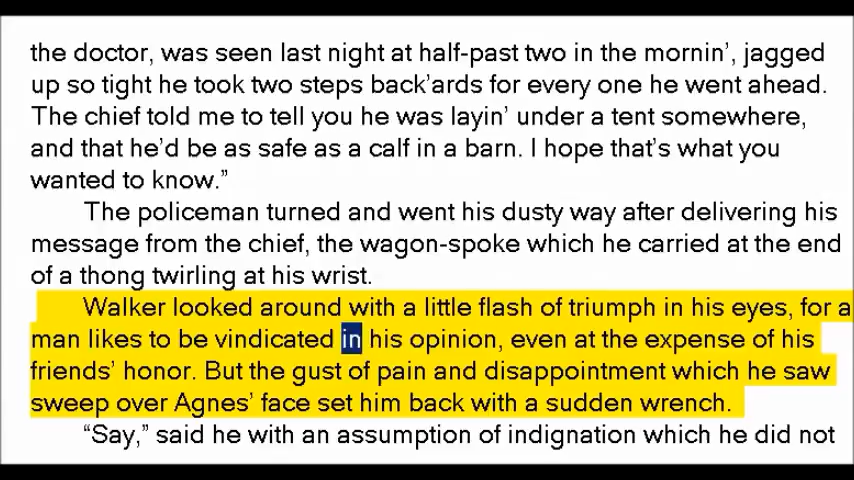 the doctor, was seen last night at half-past two in the mornin’, jagged
up so tight he took two steps back’ards for every one he went ahead.
The chief told me to tell you he was layin’ under a tent somewhere,
and that he’d be as safe as a calf in a barn. I hope that’s what you
wanted to know.”
The policeman turned and went his dusty way after delivering his
message from the chief, the wagon-spoke which he carried at the end
of a thong twirling at his wrist.
Walker looked around with a little flash of triumph in his eyes, for a
man likes to be vindicated in his opinion, even at the expense of his
friends’ honor. But the gust of pain and disappointment which he saw
sweep over Agnes’ face set him back with a sudden wrench.
“Say,” said he with an assumption of indignation which he did not